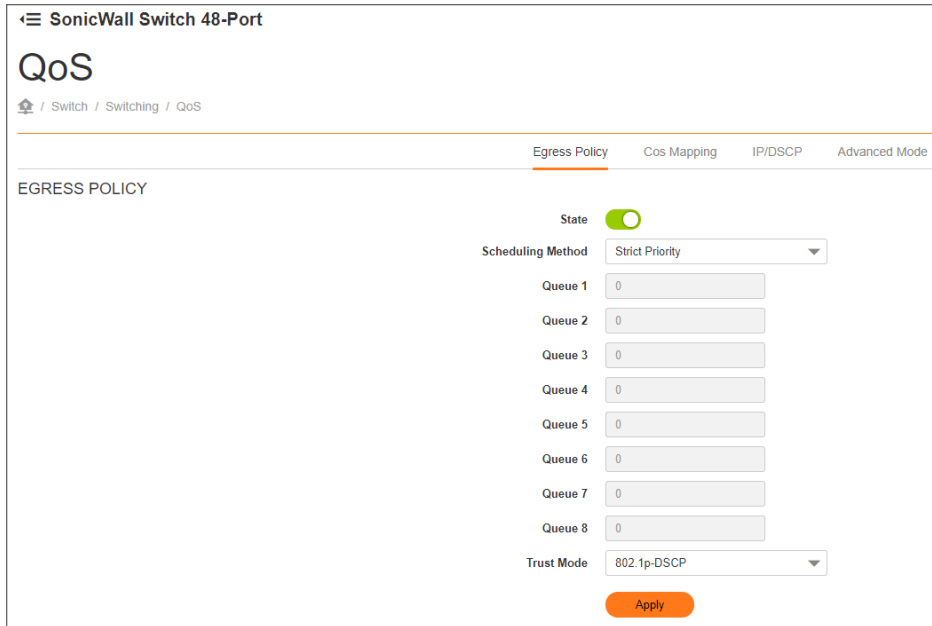 SonicWall Switch 48-Port
QoS
/ Switch / Switching / QoS
Egress Policy Cos Mapping IP/DSCP Advanced Mode
EGRESS POLICY
State
Scheduling Method Strict Priority
Queue 1 0
Queue 2 0
Queue 3 0
Queue 4 0
Queue 5 0
Queue 6 0
Queue 7 0
Queue 8 0
Trust Mode 802.1p-DSCP
Apply